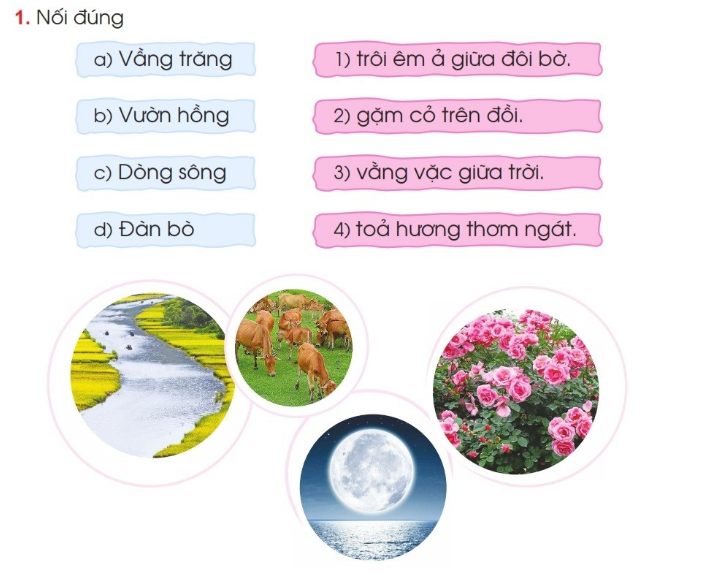 1. Nối đúng
a) Vầng trăng
1) trôi êm ả giữa đôi bờ.
b) Vườn hồng
2) gặm cỏ trên đồi.
c) Dòng sông
3) vằng vặc giữa trời.
d) Đàn bò
4) toả hương thơm ngát.